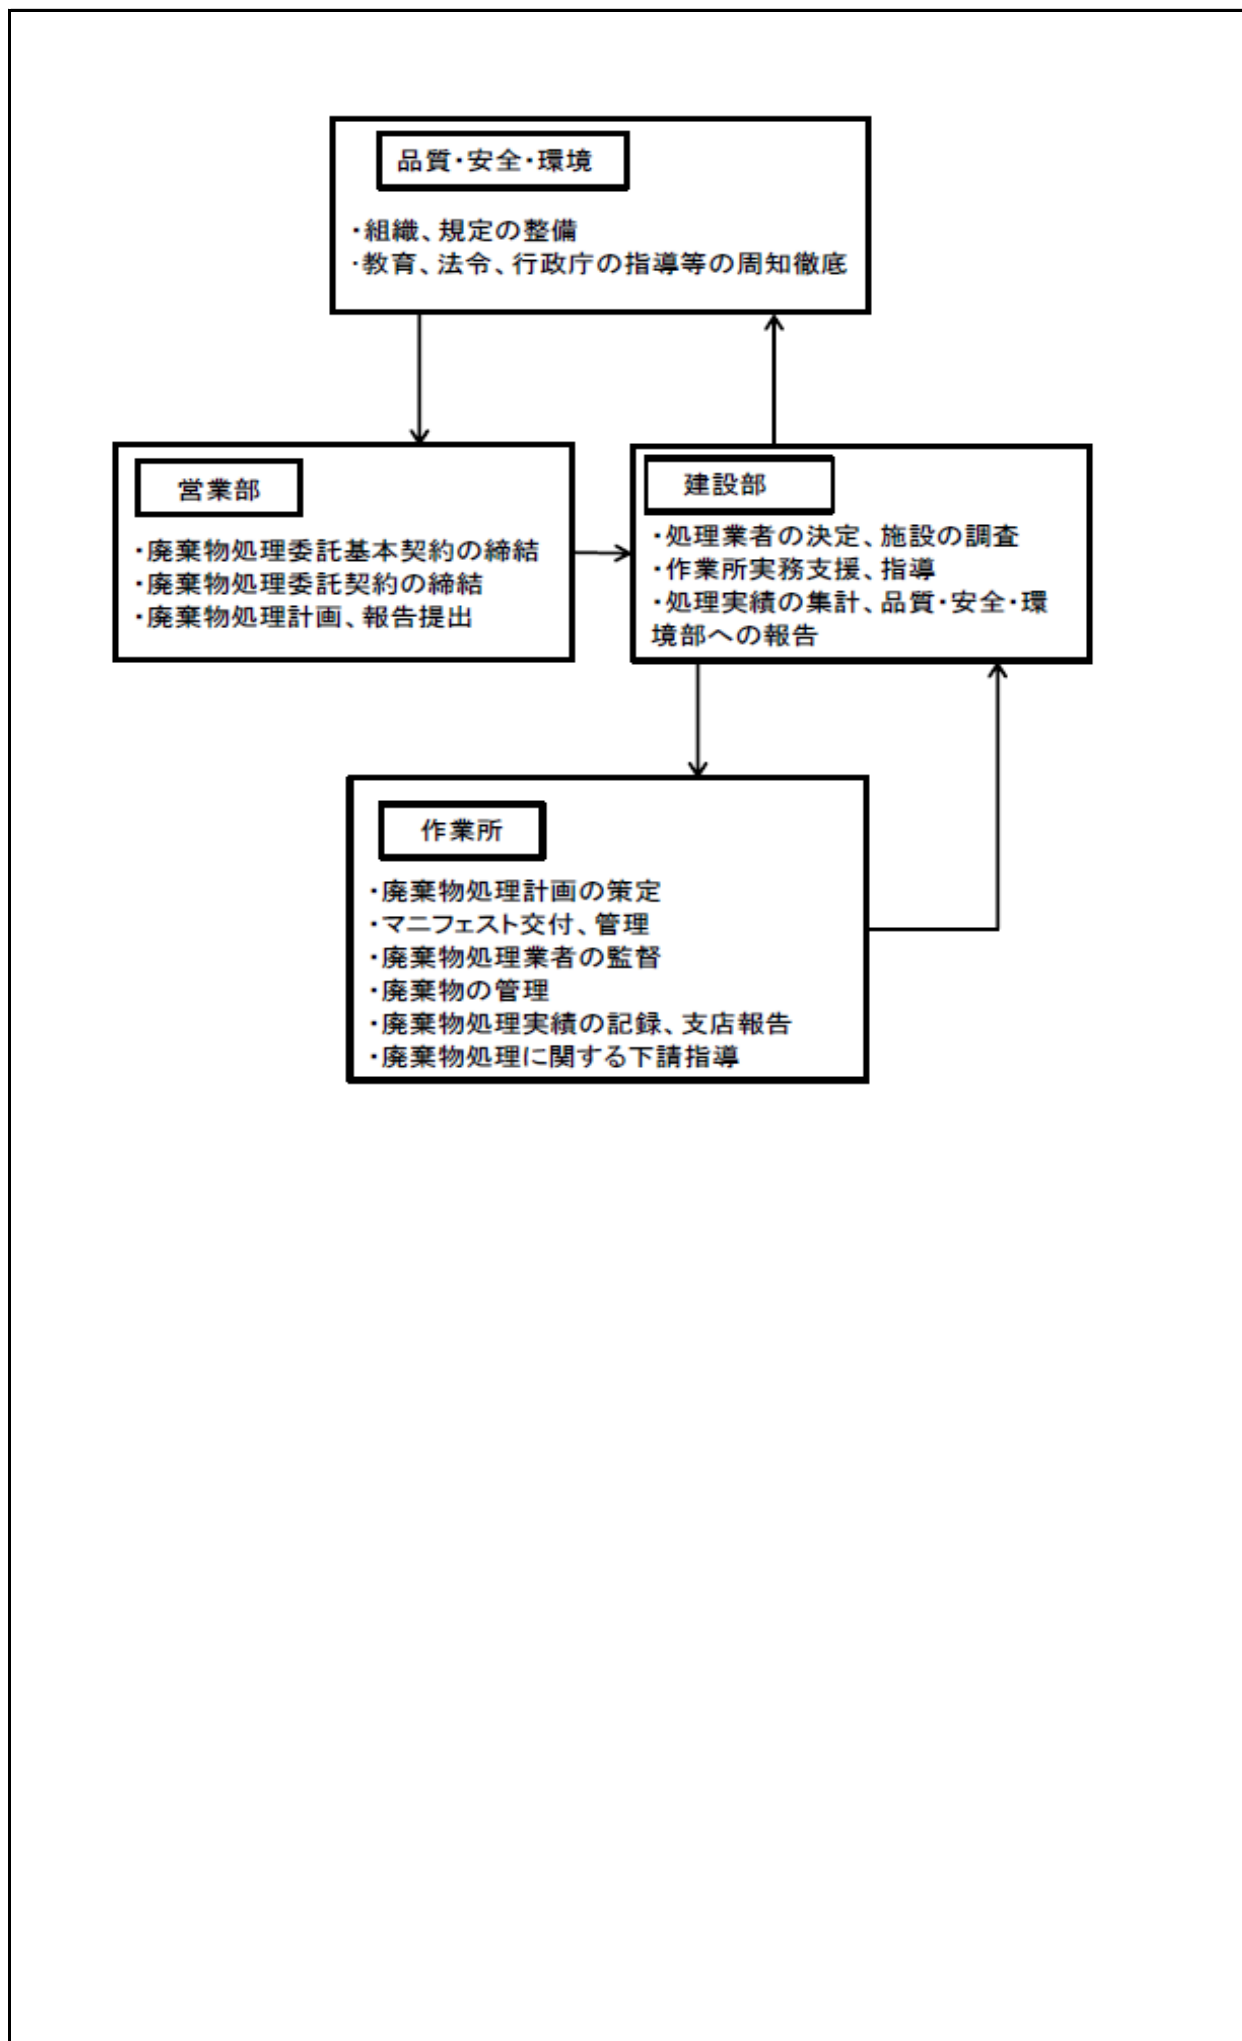 品質・安全・環境
・組織、規定の整備
・教育、法令、行政庁の指導等の周知徹底
営業部
・廃棄物処理委託基本契約の締結
・廃棄物処理委託契約の締結
・廃棄物処理計画、報告提出
建設部
・処理業者の決定、施設の調査
・作業所実務支援、指導
・処理実績の集計、品質・安全・環
境部への報告
作業所
・廃棄物処理計画の策定
・マニフェスト交付、管理
・廃棄物処理業者の監督
・廃棄物の管理
・廃棄物処理実績の記録、支店報告
・廃棄物処理に関する下請指導